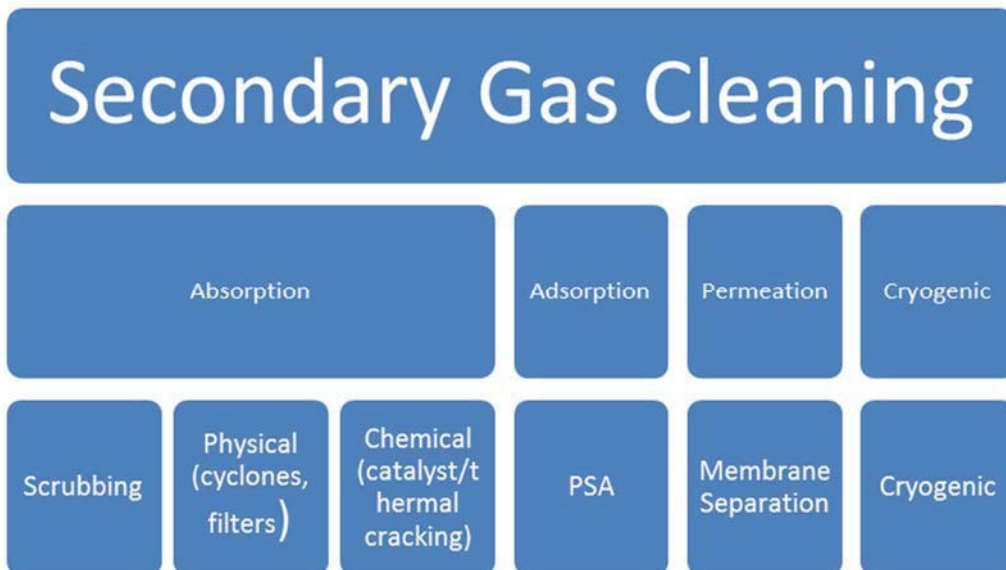 Secondary Gas Cleaning
Absorption
Adsorption
Permeation
Cryogenic
Scrubbing
Physical
(cyclones,
filters)
Chemical
(catalyst/t
hermal
cracking)
PSA
Membrane
Separation
Cryogenic